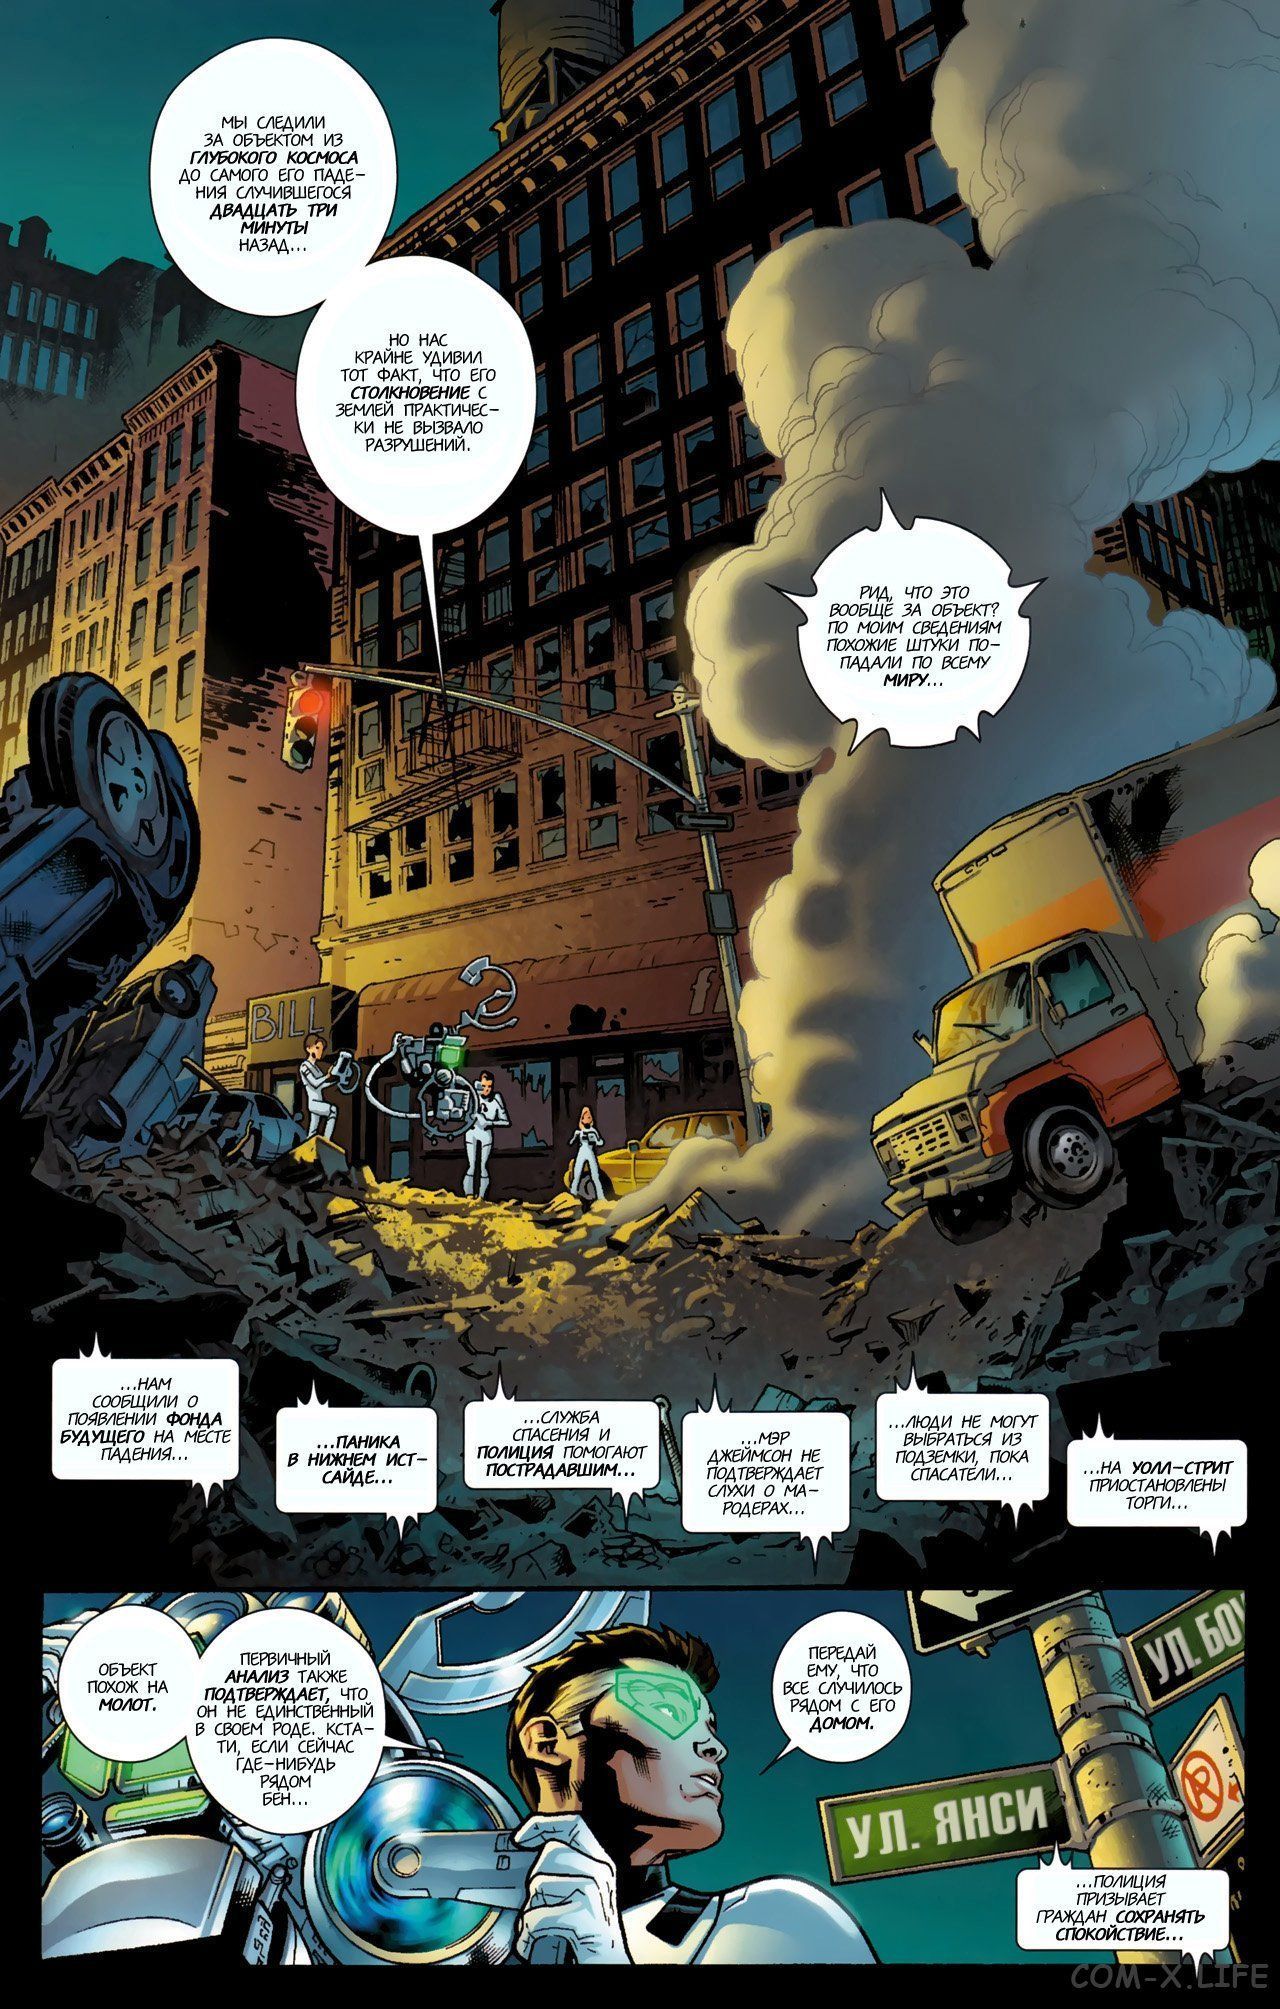 МЫ СЛЕДИЛИ
ЗА ОБЪЕКТОМ ИЗ
ГЛУБОКОГО КОСМОСА
ДО САМОГО ЕГО ПАДЕ-
НИЯ СЛУЧИВШЕГОСЯ
ДВАДЦАТЬ ТРИ
МИНУТЫ
НАЗАД...
НО НАС
КРАЙНЕ УДИВИЛ
ТОТ ФАКТ, ЧТО ЕГО
СТОЛКНОВЕНИЕ С
ЗЕМЛЕЙ ПРАКТИЧЕС-
КИ НЕ ВЫЗВАЛО
РАЗРУШЕНИЙ.
РИД, ЧТО ЭТО
ВООБЩЕ ЗА ОБЪЕКТ?
ПО МОИМ СВЕДЕНИЯМ
ПОХОЖИЕ ШТУКИ ПО-
ПАДАЛИ ПО ВСЕМУ
МИРУ...
BILL
...НАМ
СООБЩИЛИ О
ПОЯВЛЕНИИ ФОНДА
БУДУЩЕГО НА МЕСТЕ
ПАДЕНИЯ...
...ПАНИКА
В НИЖНЕМ ИСТ-
САЙДЕ...
...СЛУЖБА
СПАСЕНИЯ И
ПОЛИЦИЯ ПОМОГАЮТ
ПОСТРАДАВШИМ...
...МЭР
ДЖЕЙМСОН НЕ
ПОДТВЕРЖДАЕТ
СЛУХИ О МА-
РОДЕРАХ...
...ЛЮДИ НЕ МОГУТ
ВЫБРАТЬСЯ ИЗ
ПОДЗЕМКИ, ПОКА
СПАСАТЕЛИ...
...НА УОЛЛ-СТРИТ
ПРИОСТАНОВЛЕНЫ
ТОРГИ...
ОБЪЕКТ
ПОХОЖ НА
МОЛОТ.
ПЕРВИЧНЫЙ
АНАЛИЗ ТАКЖЕ
ПОДТВЕРЖДАЕТ, ЧТО
ОН НЕ ЕДИНСТВЕННЫЙ
В СВОЕМ РОДЕ. КСТА-
ТИ, ЕСЛИ СЕЙЧАС
ГДЕ-НИБУДЬ
РЯДОМ
БЕН...
ПЕРЕДАЙ
ЕМУ, ЧТО
ВСЕ СЛУЧИЛОСЬ
РЯДОМ С ЕГО
ДОМОМ.
УЛ. БОУ
УЛ. ЯНСИ
...ПОЛИЦИЯ
ПРИЗЫВАЕТ
ГРАЖДАН СОХРАНЯТЬ
СПОКОЙСТВИЕ...
COM-X.LIFE